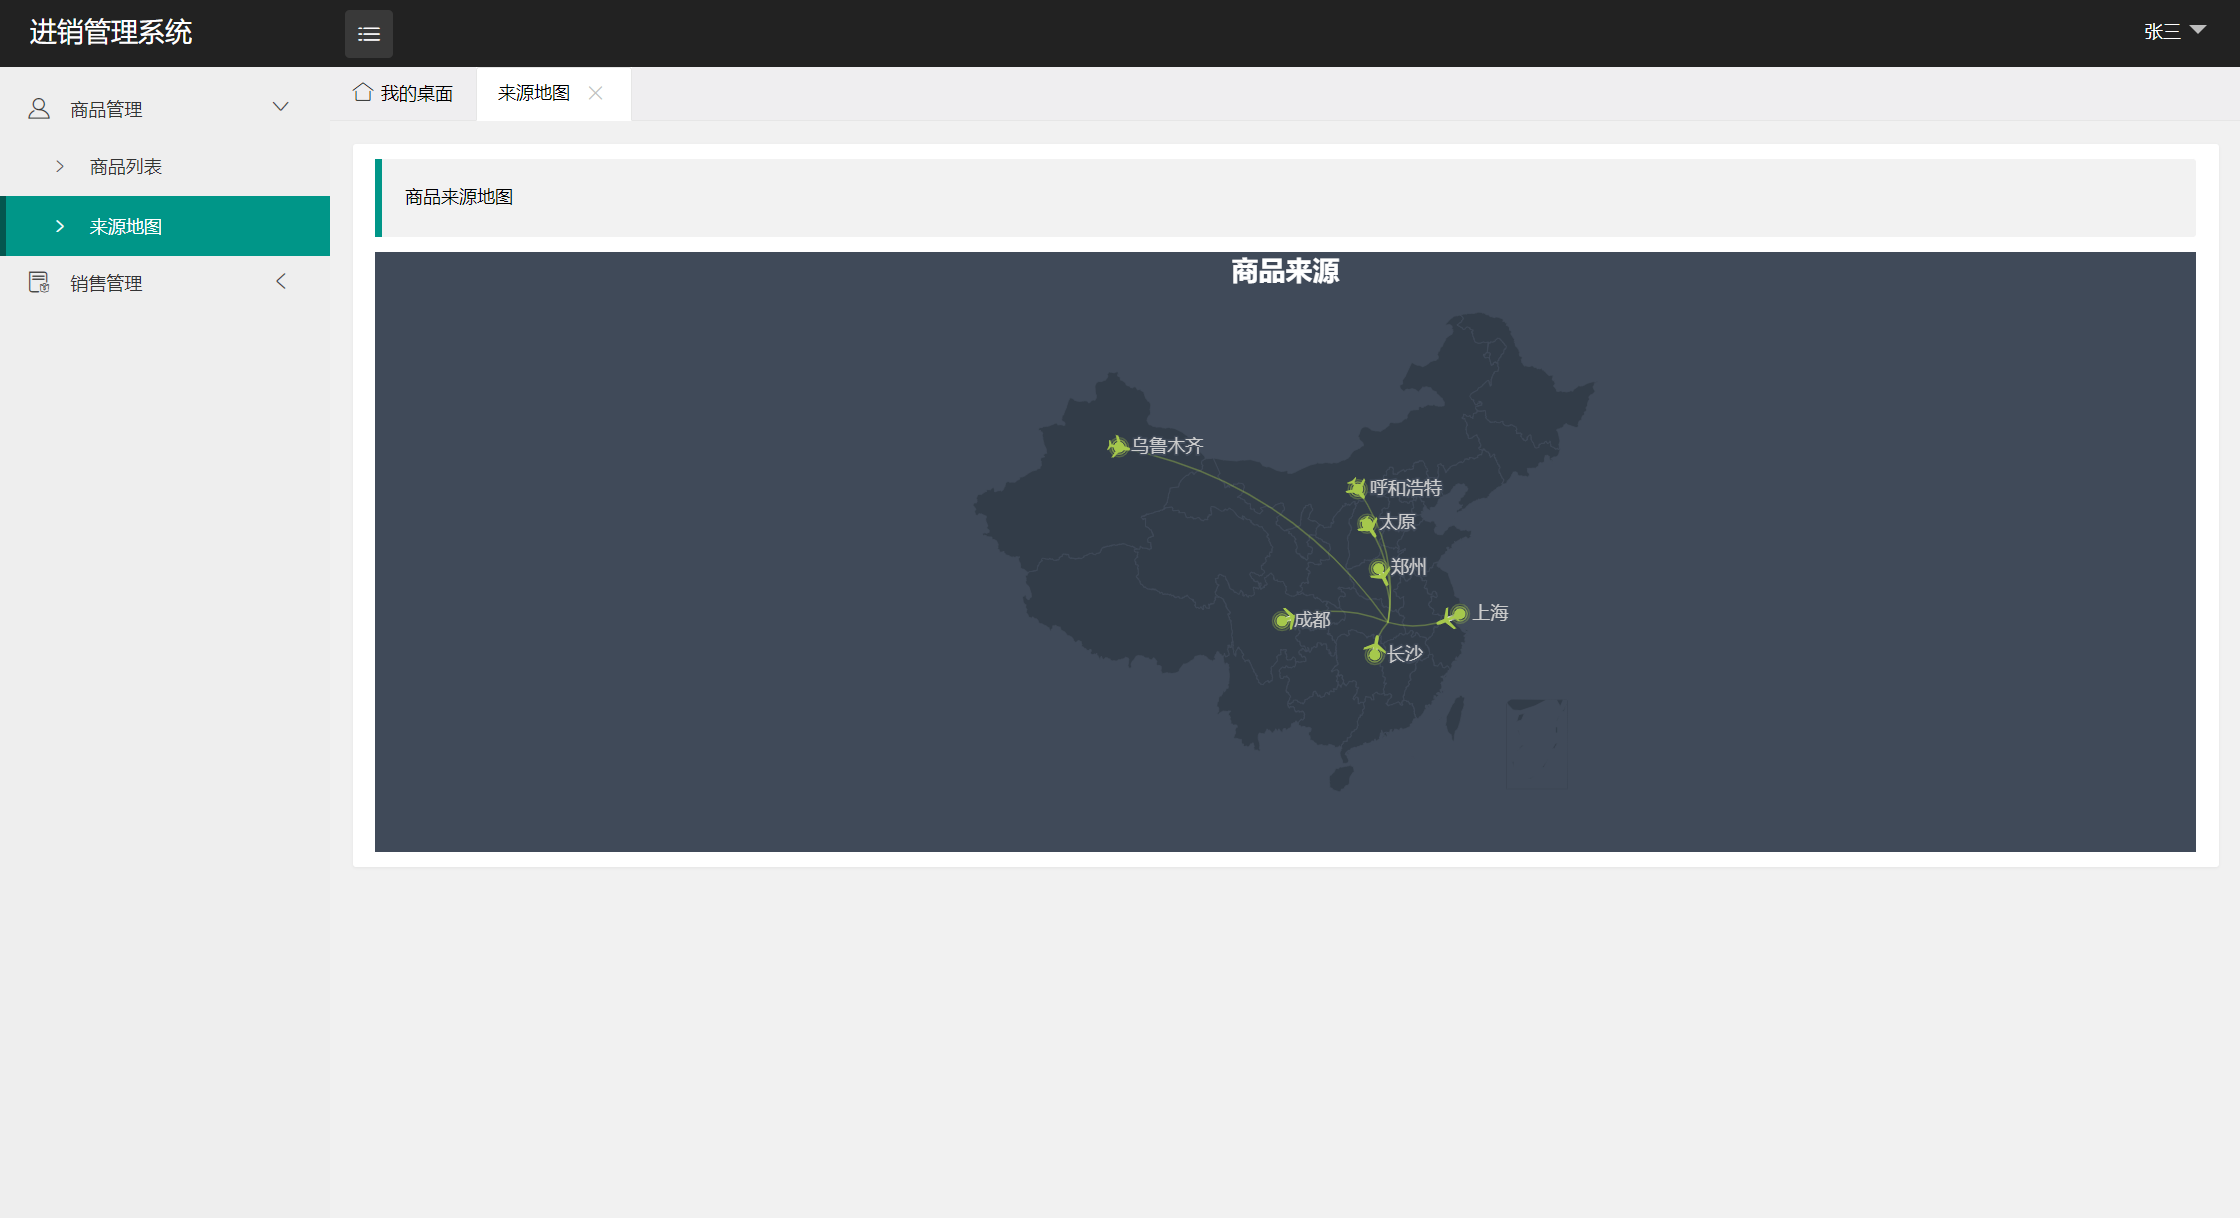 进销管理系统
张三
商品管理
商品列表
来源地图
销售管理
我的桌面
来源地图
商品来源地图
商品来源
乌鲁木齐
呼和浩特
太原
郑州
上海
成都
长沙